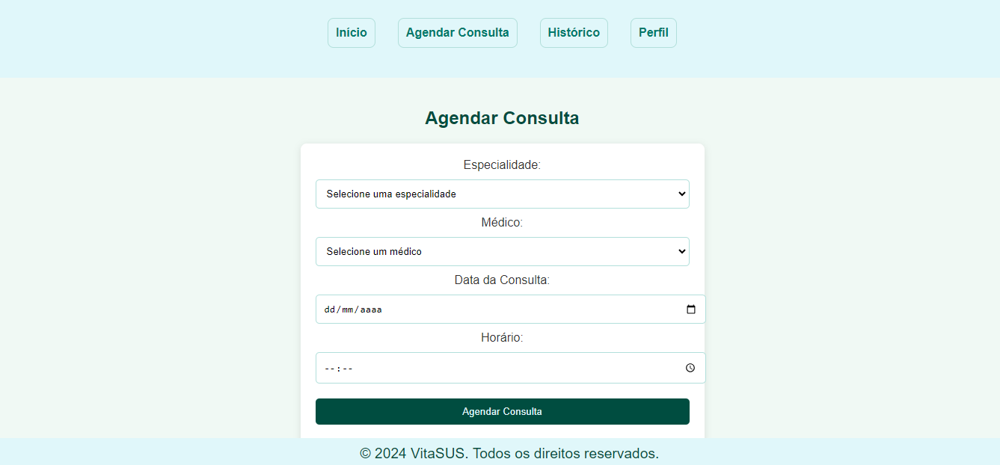 Início Agendar Consulta Histórico Perfil
Agendar Consulta
Especialidade:
Selecione uma especialidade
Médico:
Selecione um médico
Data da Consulta:
dd/mm/aaaa
Horário:
--:--
Agendar Consulta
© 2024 VitaSUS. Todos os direitos reservados.